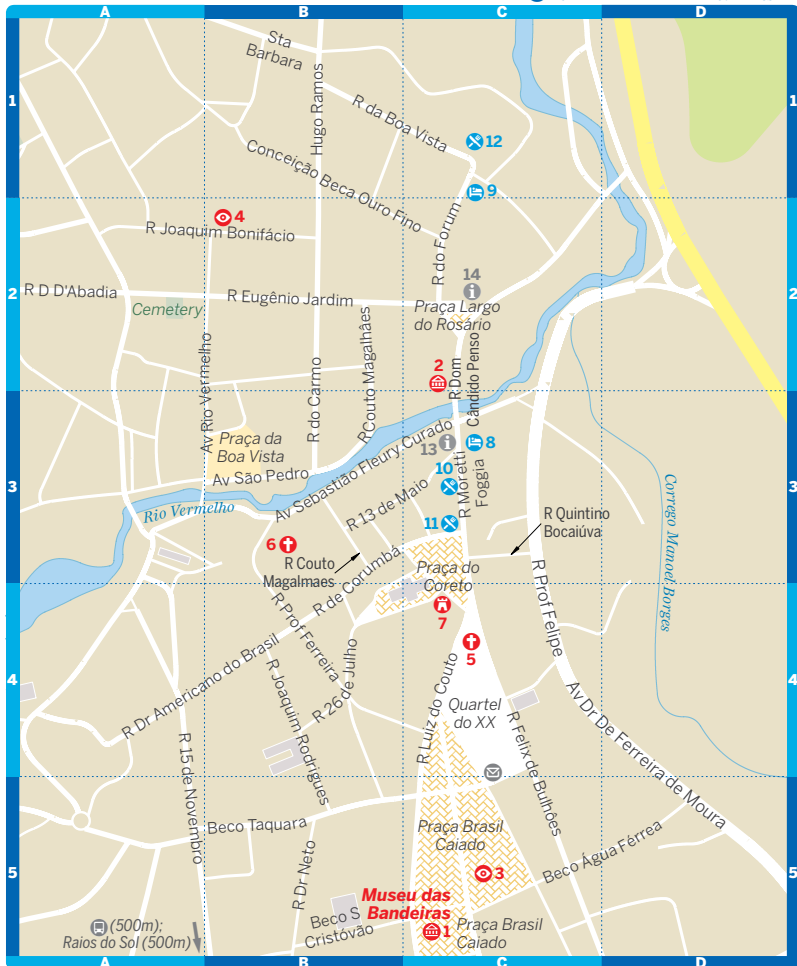 A
B
C
D
1
1
Sta
Barbara
Hugo Ramos
R da Boa Vista
12
Conceição Beca Ouro Fino
9
4
R Joaquim Bonifácio
R do Forum
14
2
2
R D D'Abadia
R Eugênio Jardim
Cemetery
Praça Largo
do Rosário
Av Rio Vermelho
R do Carmo
R Couto Magalhães
2
R Dom
Cândido Penso
Praça da
Boa Vista
Av São Pedro
Av Sebastião Fleury Curado
13
8
10
3
3
Rio Vermelho
R 13 de Maio
R Moretti
Foggia
11
R Quintino
Bocaiúva
Corrego Manoel Borges
6
R Couto
Magalmaes
R de Corumbá
Praça do
Coreto
7
5
R Prof Ferreira
R Prof Felipe
4
4
R Dr Americano do Brasil
R Joaquim Rodrigues
R 26 de Julho
R Luiz do Couto
Quartel
do XX
R Felix de Bulhões
Av Dr De Ferreira de Moura
R 15 de Novembro
Beco Taquara
R Dr Neto
Praça Brasil
Caiado
3
Beco Água Férrea
5
5
Museu das
Bandeiras
1
Beco S
Cristóvão
Praça Brasil
Caiado
(500m);
Raios do Sol (500m)
A
B
C
D